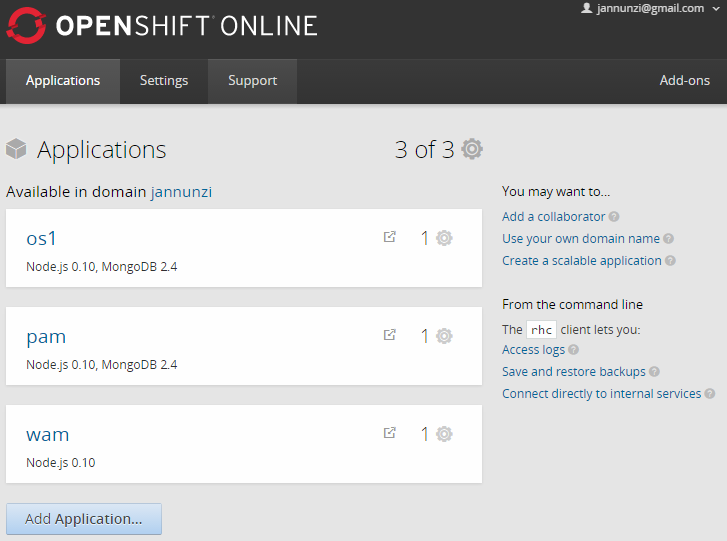 OPENSHIFT ONLINE
jannunzi@gmail.com
Applications
Settings
Support
Add-ons
Applications
3 of 3
Available in domain jannunzi
os1
1
Node.js 0.10, MongoDB 2.4
pam
1
Node.js 0.10, MongoDB 2.4
wam
1
Node.js 0.10
Add Application...
You may want to...
Add a collaborator ?
Use your own domain name ?
Create a scalable application ?
From the command line
The rhc client lets you:
Access logs ?
Save and restore backups ?
Connect directly to internal services ?